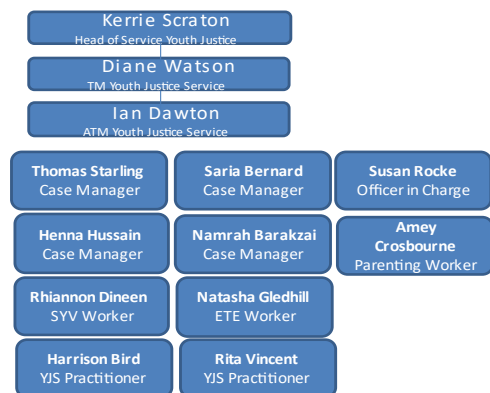 Kerrie Scraton
Head of Service Youth Justice
Diane Watson
TM Youth Justice Service
Ian Dawton
ATM Youth Justice Service
Thomas Starling
Case Manager
Saria Bernard
Case Manager
Susan Rocke
Officer in Charge
Henna Hussain
Case Manager
Namrah Barakzai
Case Manager
Amey
Crosbourne
Parenting Worker
Rhiannon Dineen
SYV Worker
Natasha Gledhill
ETE Worker
Harrison Bird
YJS Practitioner
Rita Vincent
YJS Practitioner